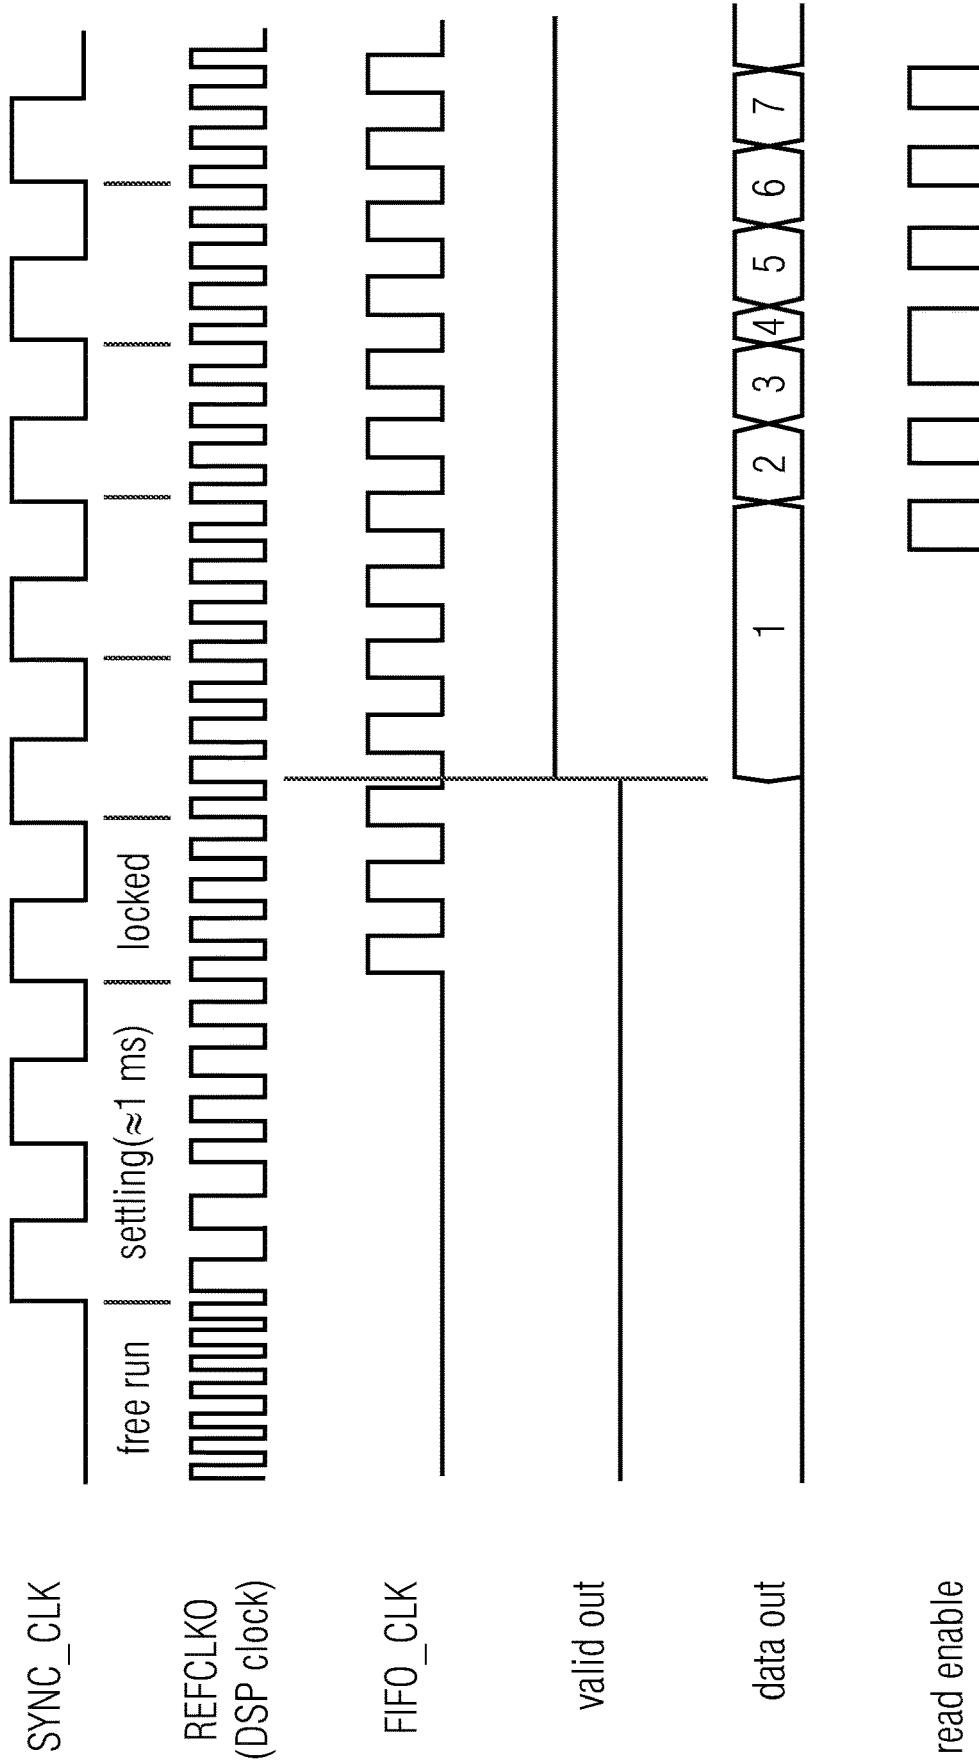 SYNC_CLK
free run
settling(≈1 ms)
locked
REFCLKO
(DSP clock)
FIFO_CLK
valid out
data out
1
2
3
4
5
6
7
read enable